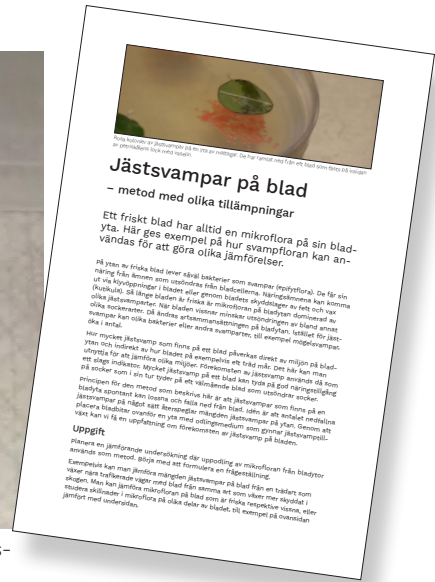 Rosa kolonier av jästsvampar på en yta av maltagar. De har ramlat ned från ett blad som fästs på insidan
av petriskålens lock med vaselin.
Jästsvampar på blad
– metod med olika tillämpningar
Ett friskt blad har alltid en mikroflora på sin blad-
yta. Här ges exempel på hur svampfloran kan an-
vändas för att göra olika jämförelser.
På ytan av friska blad lever såväl bakterier som svampar (epifytflora). De får sin
näring från ämnen som utsöndras från bladcellerna. Näringsämnena kan komma
ut via klyvöppningar i bladet eller genom bladets skyddslager av fett och vax
(kutikula). Så länge bladen är friska är mikrofloran på bladytan dominerad av
olika jästsvamparter. När bladen vissnar minskar utsöndringen av bland annat
olika sockerarter. Då ändras artsammansättningen på bladytan. Istället för jäst-
svampar kan olika bakterier eller andra svamparter, till exempel mögelsvampar,
öka i antal.
Hur mycket jästsvamp som finns på ett blad påverkas direkt av miljön på blad-
ytan och indirekt av hur bladet på exempelvis ett träd mår. Det här kan man
utnyttja för att jämföra olika miljöer. Förekomsten av jästsvamp används då som
ett slags indikator. Mycket jästsvamp på ett blad kan tyda på god näringstillgång
på socker som i sin tur tyder på ett välmående blad som utsöndrar socker.
Principen för den metod som beskrivs här är att jästsvampar som finns på en
bladyta spontant kan lossna och falla ned från blad. Idén är att antalet nedfallna
jästsvampar på något sätt återspeglar mängden jästsvampar på ytan. Genom att
placera bladbitar ovanför en yta med odlingsmedium som gynnar jästsvamptill-
växt kan vi få en uppfattning om förekomsten av jästsvamp på bladen.
Uppgift
Planera en jämförande undersökning där uppodling av mikrofloran från bladytor
används som metod. Börja med att formulera en frågeställning.
Exempelvis kan man jämföra mängden jästsvampar på blad från en trädart som
växer nära trafikerade vägar med blad från samma art som växer mer skyddat i
skogen. Man kan jämföra mikrofloran på blad som är friska respektive vissna, eller
studera skillnader i mikroflora på olika delar av bladet, till exempel på ovansidan
jämfört med undersidan.